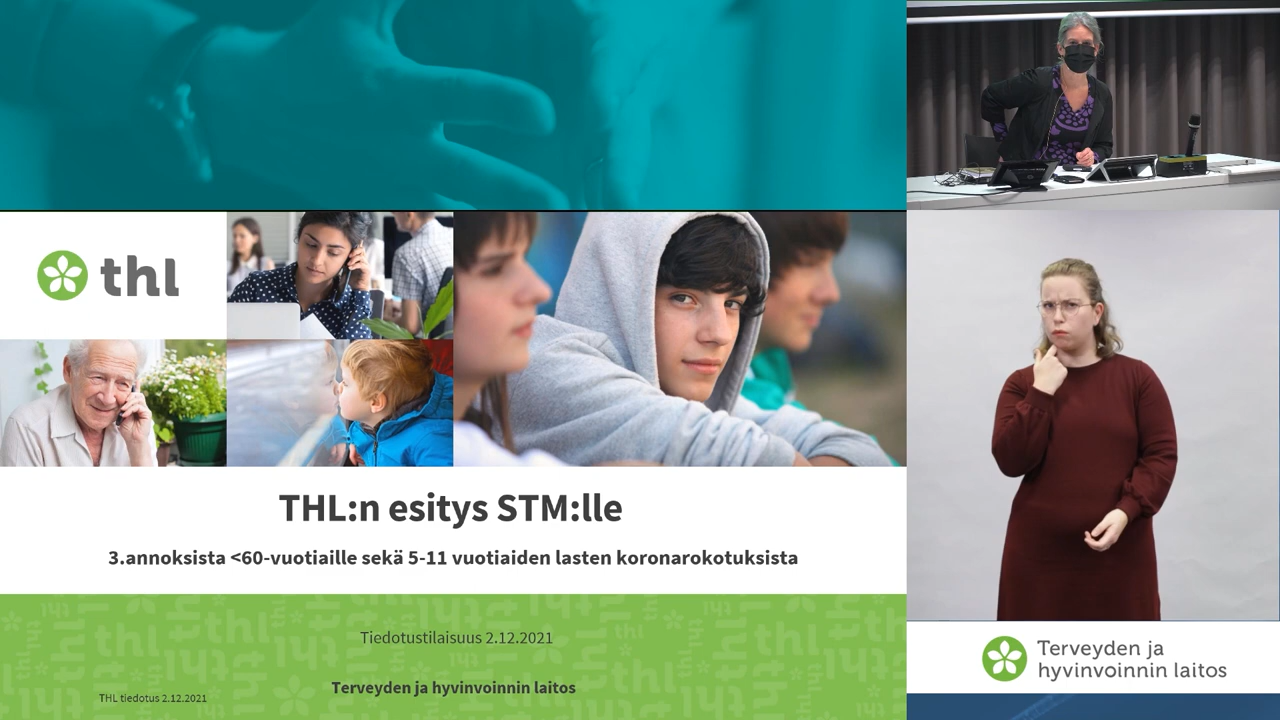 thl
THL:n esitys STM:lle
3.annoksista <60-vuotiaille sekä 5-11 vuotiaiden lasten koronarokotuksista
Tiedotustilaisuus 2.12.2021
Terveyden ja hyvinvoinnin laitos
THL tiedotus 2.12.2021
Terveyden ja
hyvinvoinnin laitos